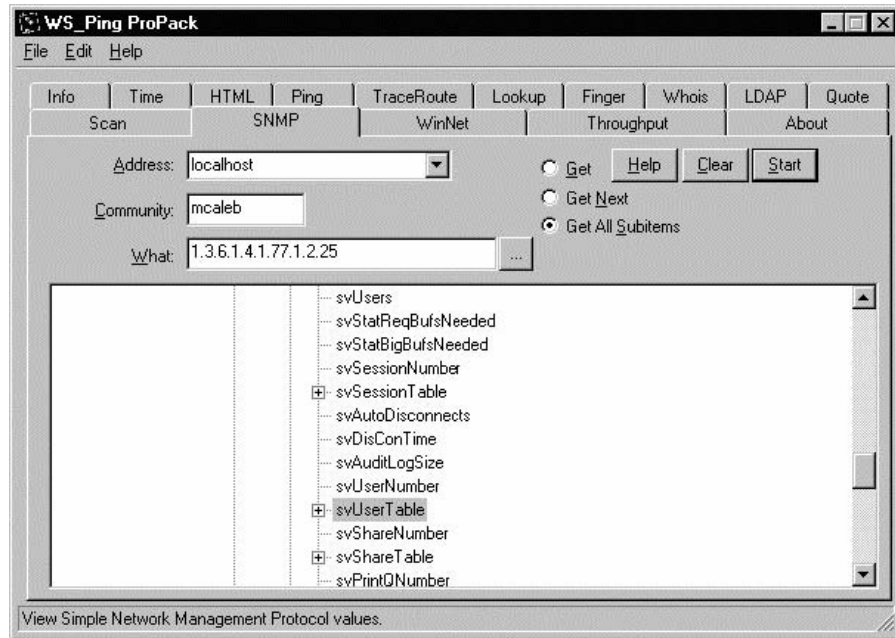 WS_Ping ProPack
File Edit Help
Info Time HTML Ping TraceRoute Lookup Finger Whois LDAP Quote
Scan SNMP WinNet Throughput About
Address: localhost
Get Help Clear Start
Community: mcaleb
Get Next
Get All Subitems
What: 1.3.6.1.4.1.77.1.2.25 ...
svUsers
svStatReqBufsNeeded
svStatBigBufsNeeded
svSessionNumber
svSessionTable
svAutoDisconnects
svDisConTime
svAuditLogSize
svUserNumber
svUserTable
svShareNumber
svShareTable
svPrintQNumber
View Simple Network Management Protocol values.